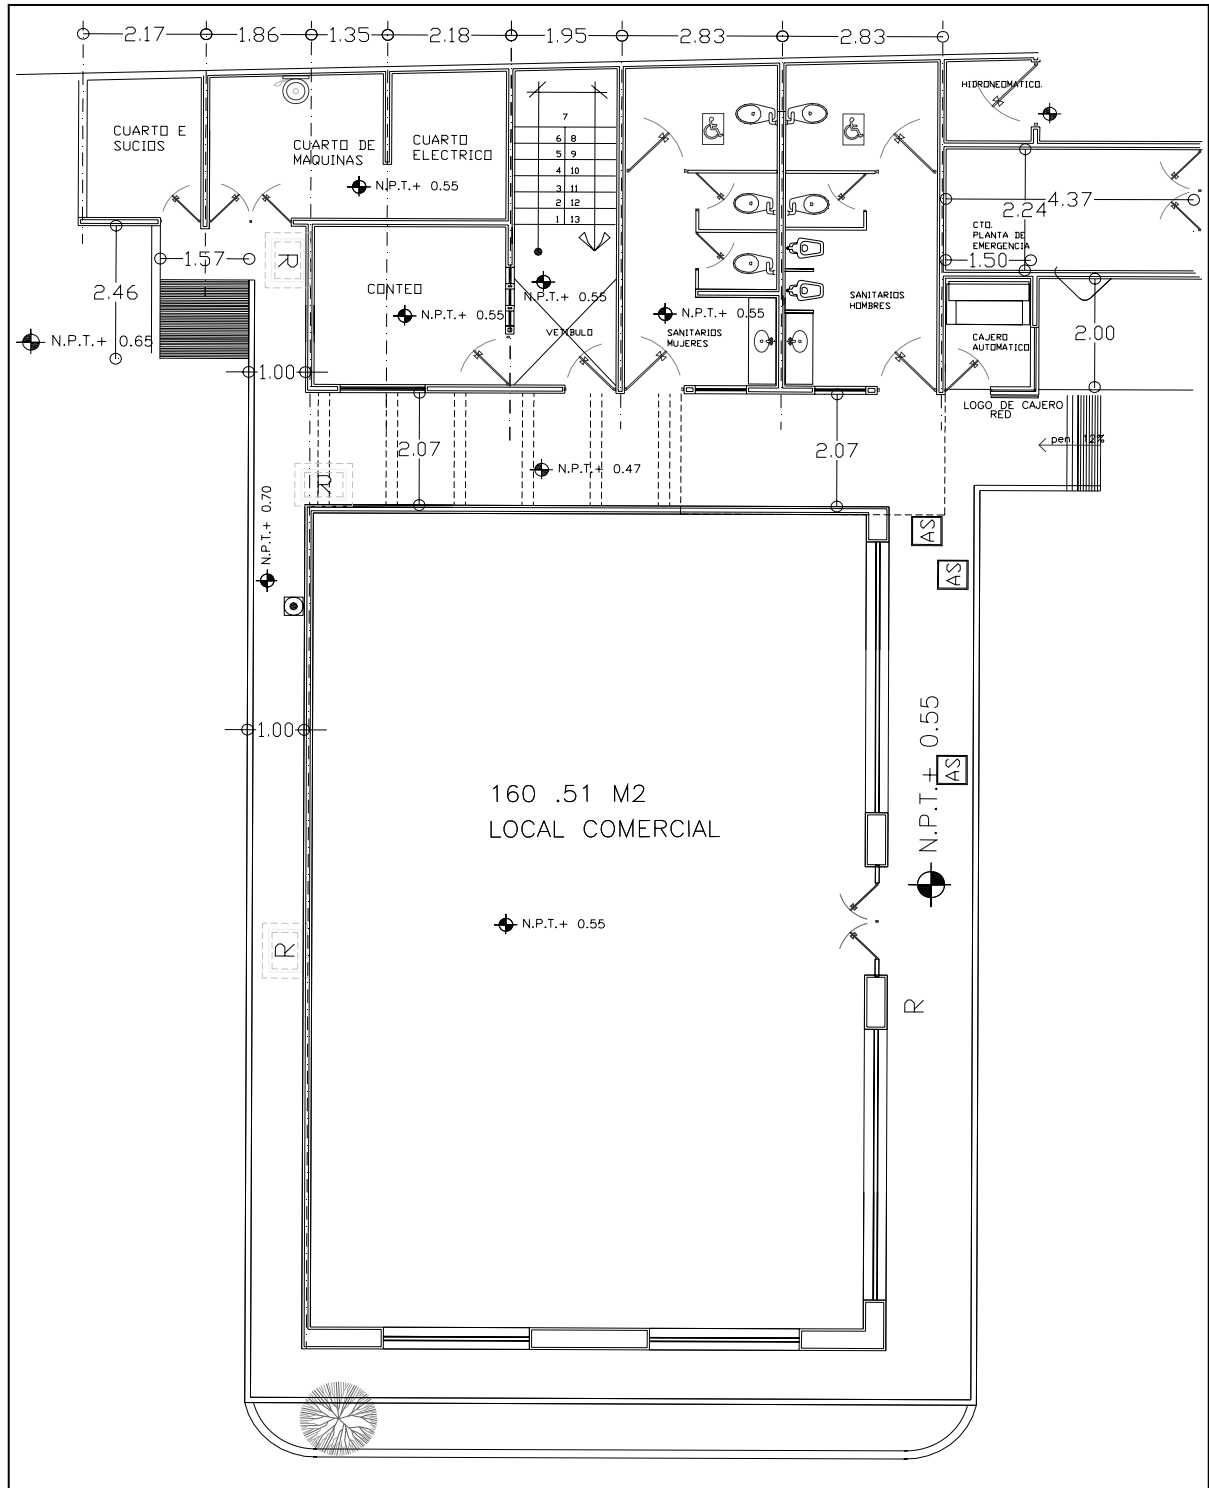 2.17 1.86 1.35 2.18 1.95 2.83 2.83
HIDRONEOMATICO.
CUARTO E
SUCIOS
CUARTO DE
MAQUINAS
CUARTO
ELECTRICO
7
6 8
5 9
4 10
3 11
2 12
1 13
N.P.T.+ 0.55
4.37
2.24
CTO.
PLANTA DE
EMERGENCIA
1.57
1.50
R
2.46
CONTEO
N.P.T.+ 0.55
N.P.T.+ 0.55
N.P.T.+ 0.55
SANITARIOS
HOMBRES
VETIBULO
SANITARIOS
MUJERES
N.P.T.+ 0.65
CAJERO
AUTOMATICO
2.00
1.00
LOGO DE CAJERO
RED
pen. 12%
2.07
2.07
N.P.T.+ 0.47
R
N.P.T.+ 0.70
AS
AS
1.00
N.P.T.+ 0.55
AS
160 .51 M2
LOCAL COMERCIAL
N.P.T.+ 0.55
R
R